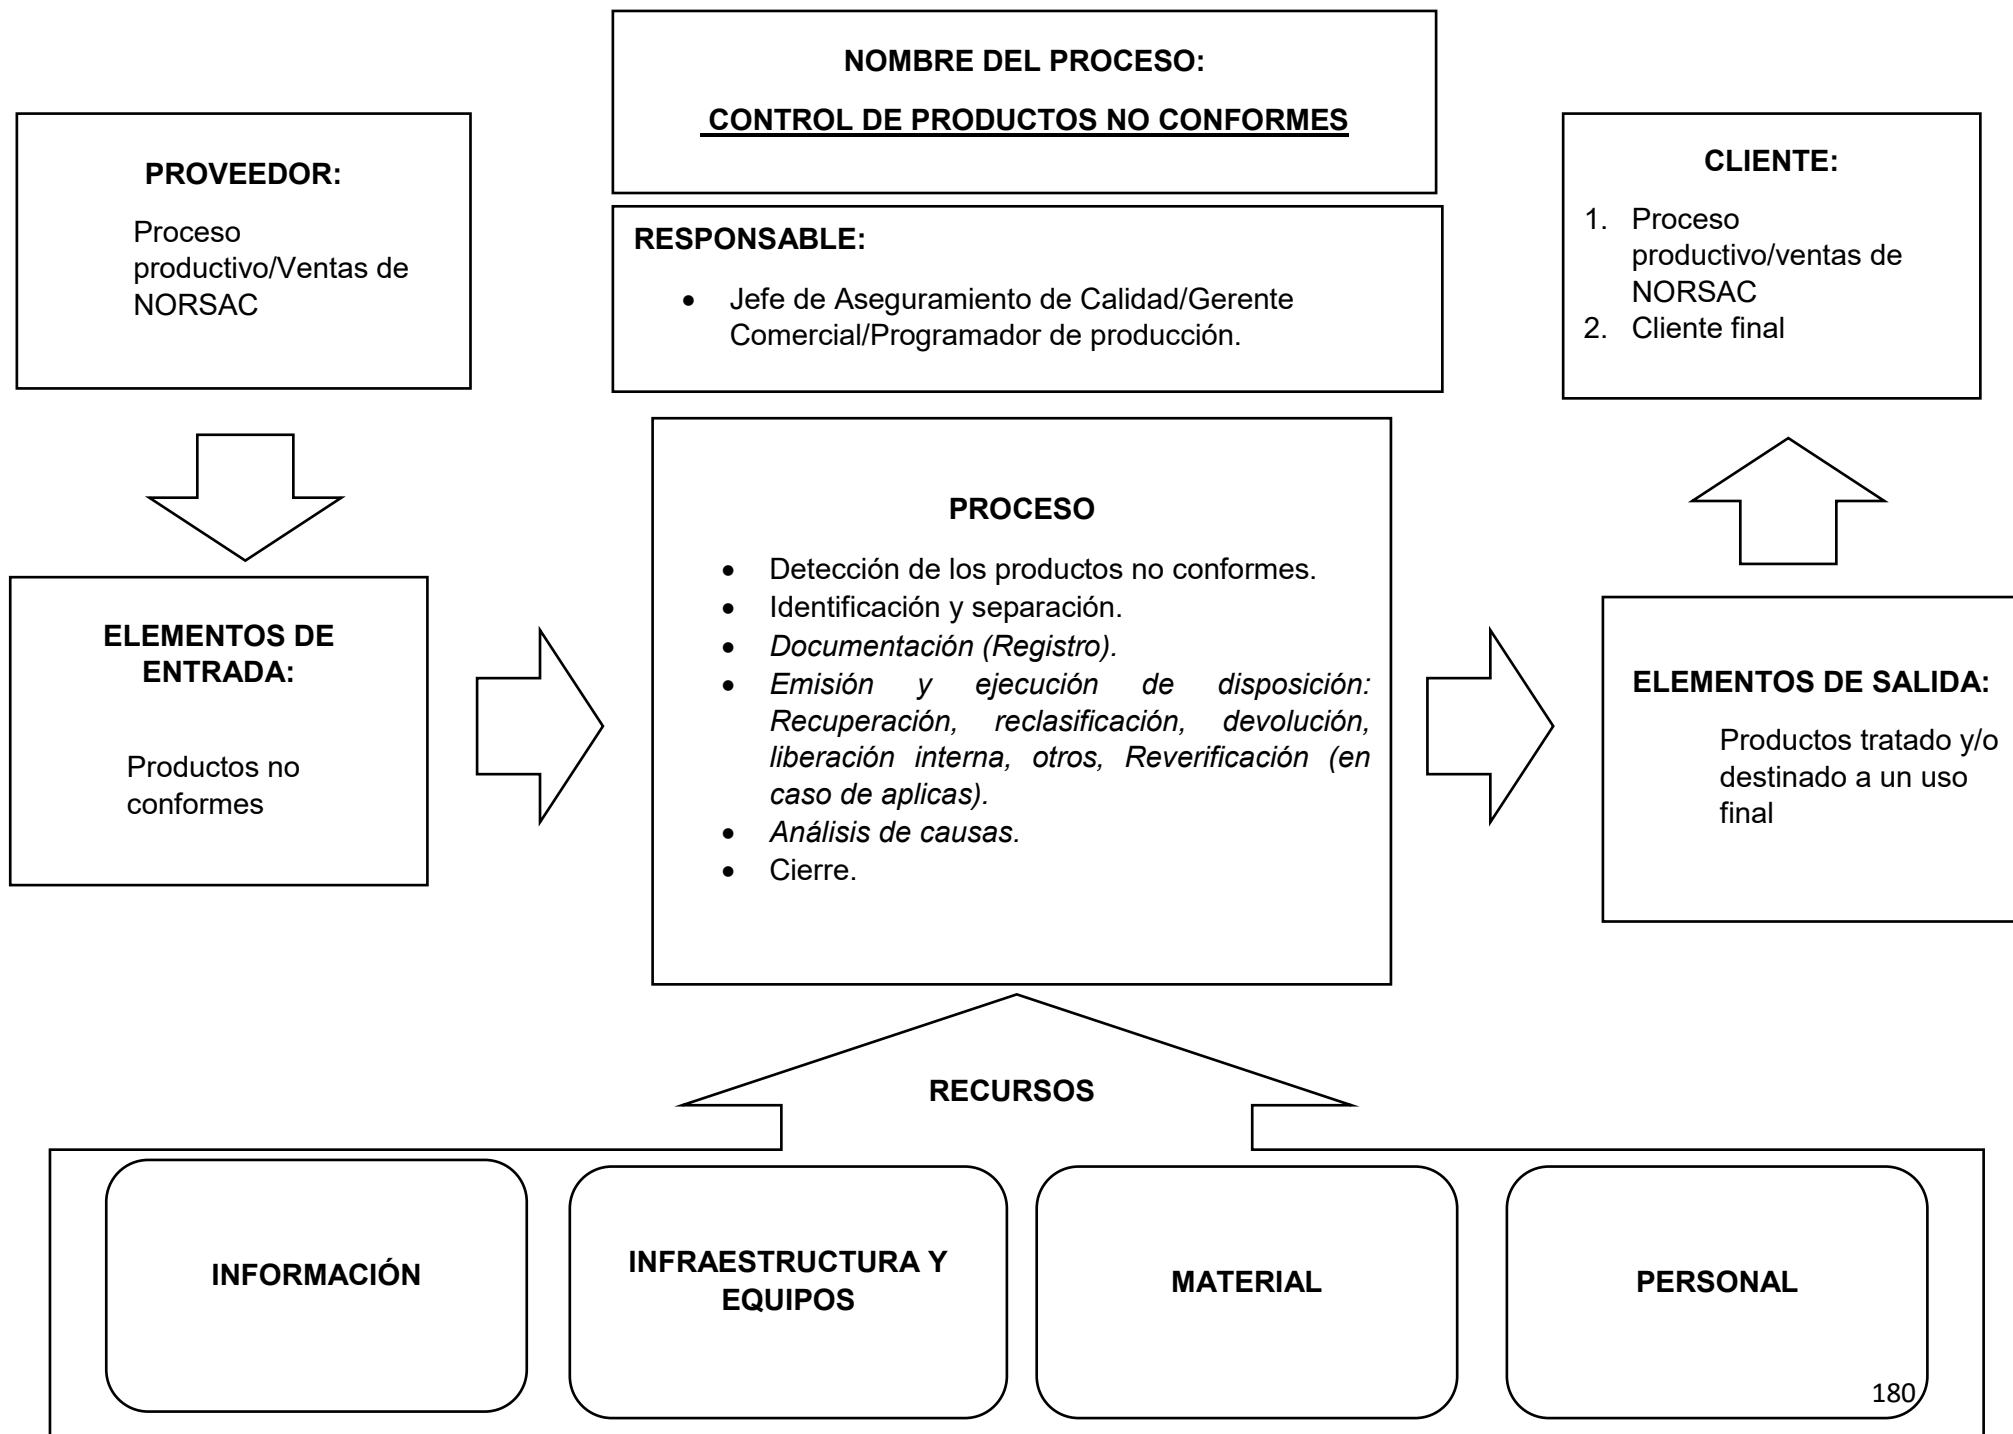 NOMBRE DEL PROCESO:
CONTROL DE PRODUCTOS NO CONFORMES
PROVEEDOR:
Proceso
productivo/Ventas de
NORSAC
RESPONSABLE:
• Jefe de Aseguramiento de Calidad/Gerente
Comercial/Programador de producción.
CLIENTE:
1. Proceso
productivo/ventas de
NORSAC
2. Cliente final
ELEMENTOS DE
ENTRADA:
Productos no
conformes
PROCESO
• Detección de los productos no conformes.
• Identificación y separación.
• Documentación (Registro).
• Emisión y ejecución de disposición:
Recuperación, reclasificación, devolución,
liberación interna, otros, Reverificación (en
caso de aplicas).
• Análisis de causas.
• Cierre.
ELEMENTOS DE SALIDA:
Productos tratado y/o
destinado a un uso
final
RECURSOS
INFORMACIÓN
INFRAESTRUCTURA Y
EQUIPOS
MATERIAL
PERSONAL
180